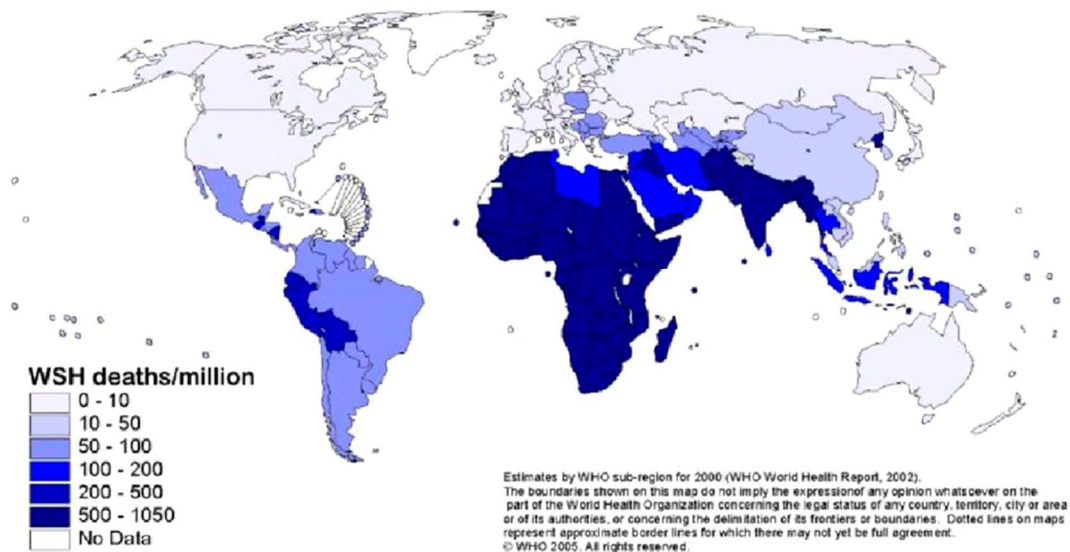 WSH deaths/million
0 - 10
10 - 50
50 - 100
100 - 200
200 - 500
500 - 1050
No Data
Estimates by WHO sub-region for 2000 (WHO World Health Report, 2002).
The boundaries shown on this map do not imply the expressionof any opinion whatsoever on the
part of the World Health Organization concerning the legal status of any country, territory, city or area
or of its authorities, or concerning the delimitation of its frontiers or boundaries. Dotted lines on maps
represent approximate border lines for which there may not yet be full agreement.
© WHO 2005. All rights reserved.